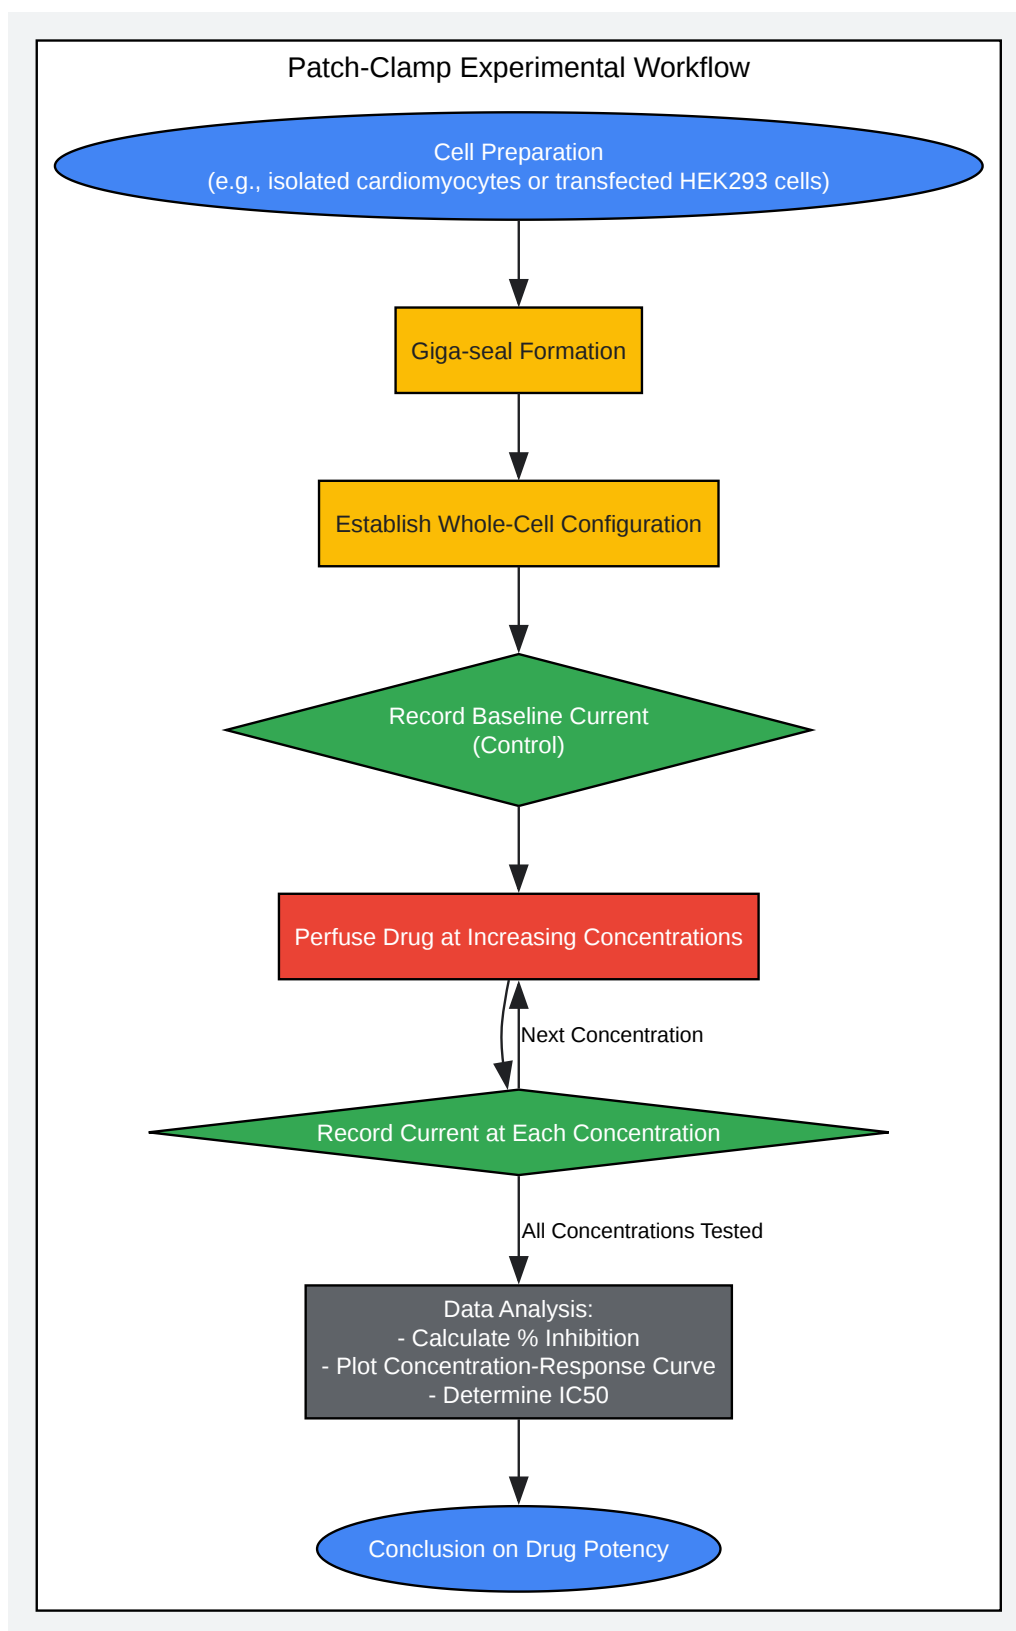 Patch-Clamp Experimental Workflow
Cell Preparation
(e.g., isolated cardiomyocytes or transfected HEK293 cells)
Giga-seal Formation
Establish Whole-Cell Configuration
Record Baseline Current
(Control)
Perfuse Drug at Increasing Concentrations
Next Concentration
Record Current at Each Concentration
All Concentrations Tested
Data Analysis:
- Calculate % Inhibition
- Plot Concentration-Response Curve
- Determine IC50
Conclusion on Drug Potency